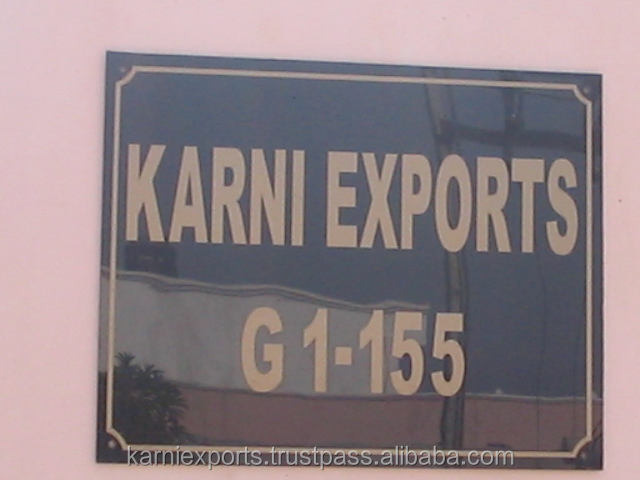 KARNI EXPORTS
G 1-155
karniexports.trustpass.alibaba.com